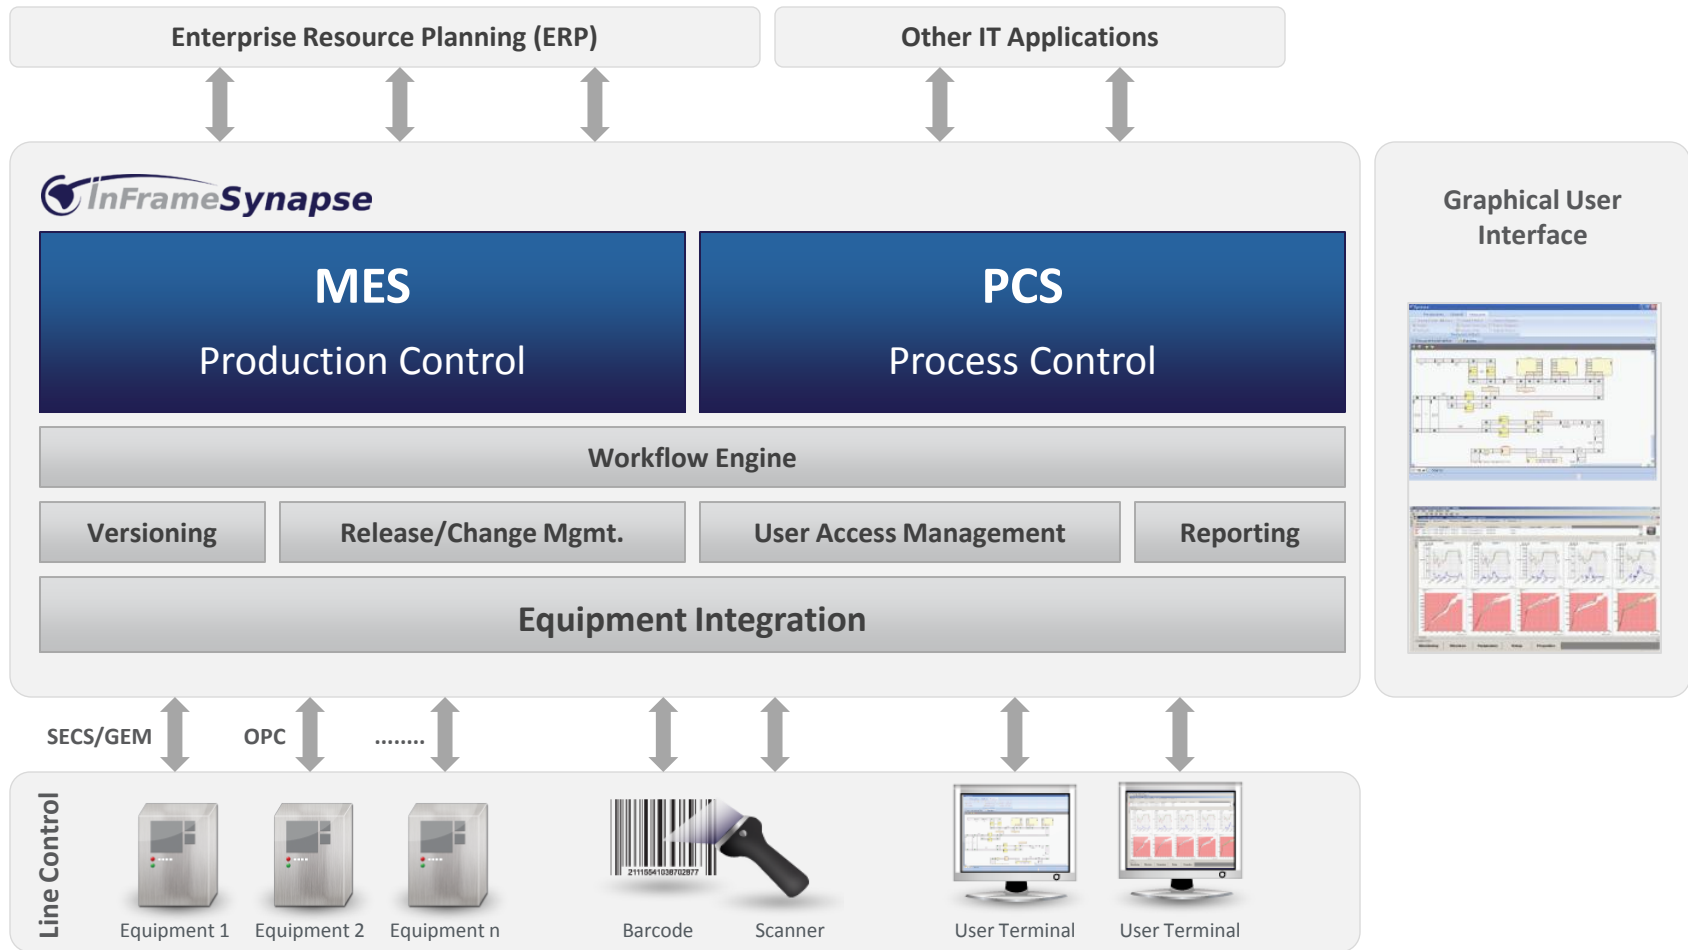 Enterprise Resource Planning (ERP)
Other IT Applications
InFrameSynapse
MES
Production Control
PCS
Process Control
Workflow Engine
Versioning
Release/Change Mgmt.
User Access Management
Reporting
Equipment Integration
Graphical User
Interface
SECS/GEM
OPC
........
Line Control
21115541038702877
Equipment 1
Equipment 2
Equipment n
Barcode
Scanner
User Terminal
User Terminal